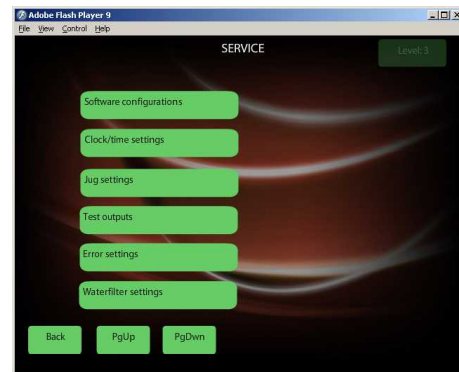 Adobe Flash Player 9
File View Control Help
SERVICE
Level: 3
Software configurations
Clock/time settings
Jug settings
Test outputs
Error settings
Waterfilter settings
Back PgUp PgDwn